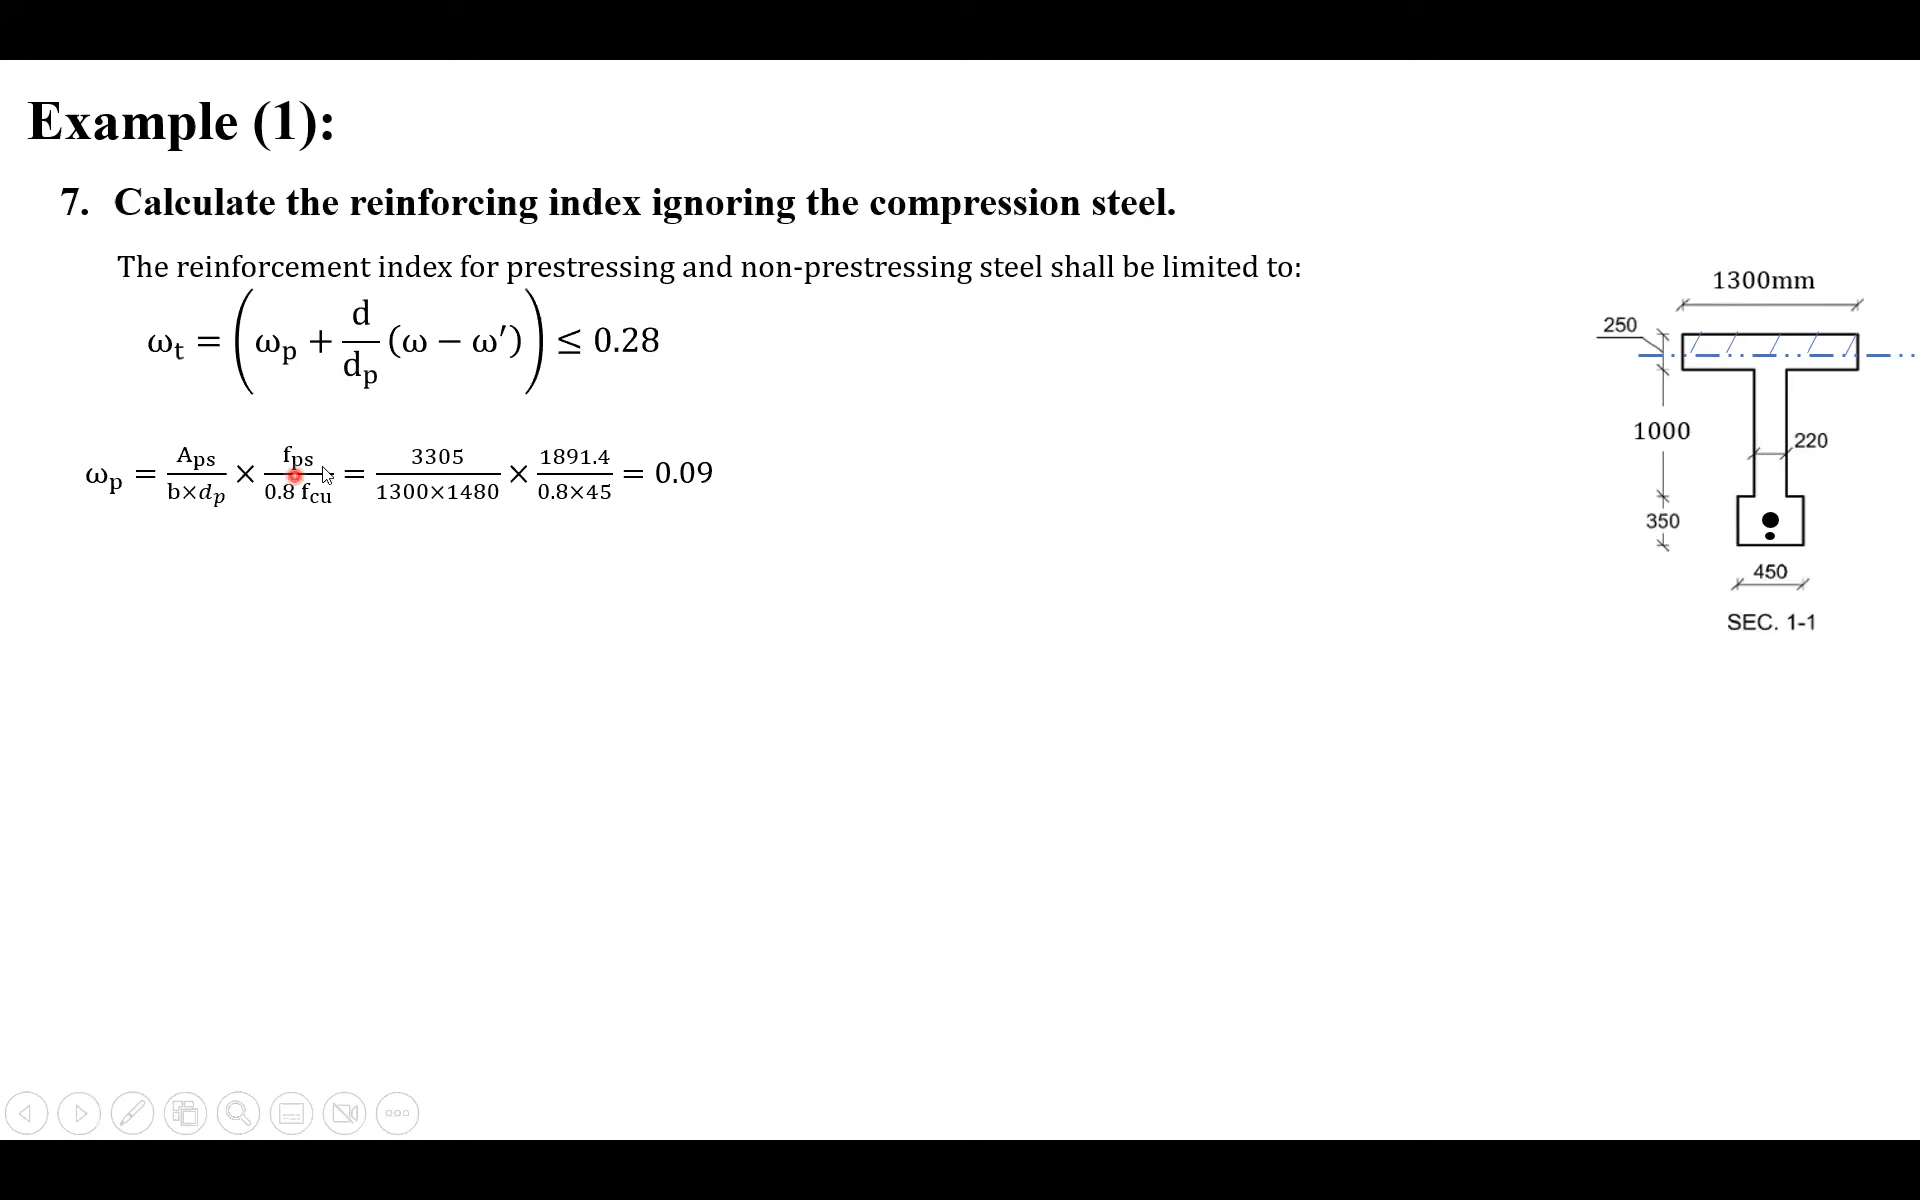 Example (1):
7. Calculate the reinforcing index ignoring the compression steel.
The reinforcement index for prestressing and non-prestressing steel shall be limited to:
ωt = (ωp + d/dp (ω − ω′)) ≤ 0.28
ωp = Aps/(b×dp) × fps/(0.8 fcu) = 3305/(1300×1480) × 1891.4/(0.8×45) = 0.09
1300mm
250
1000
220
350
450
SEC. 1-1